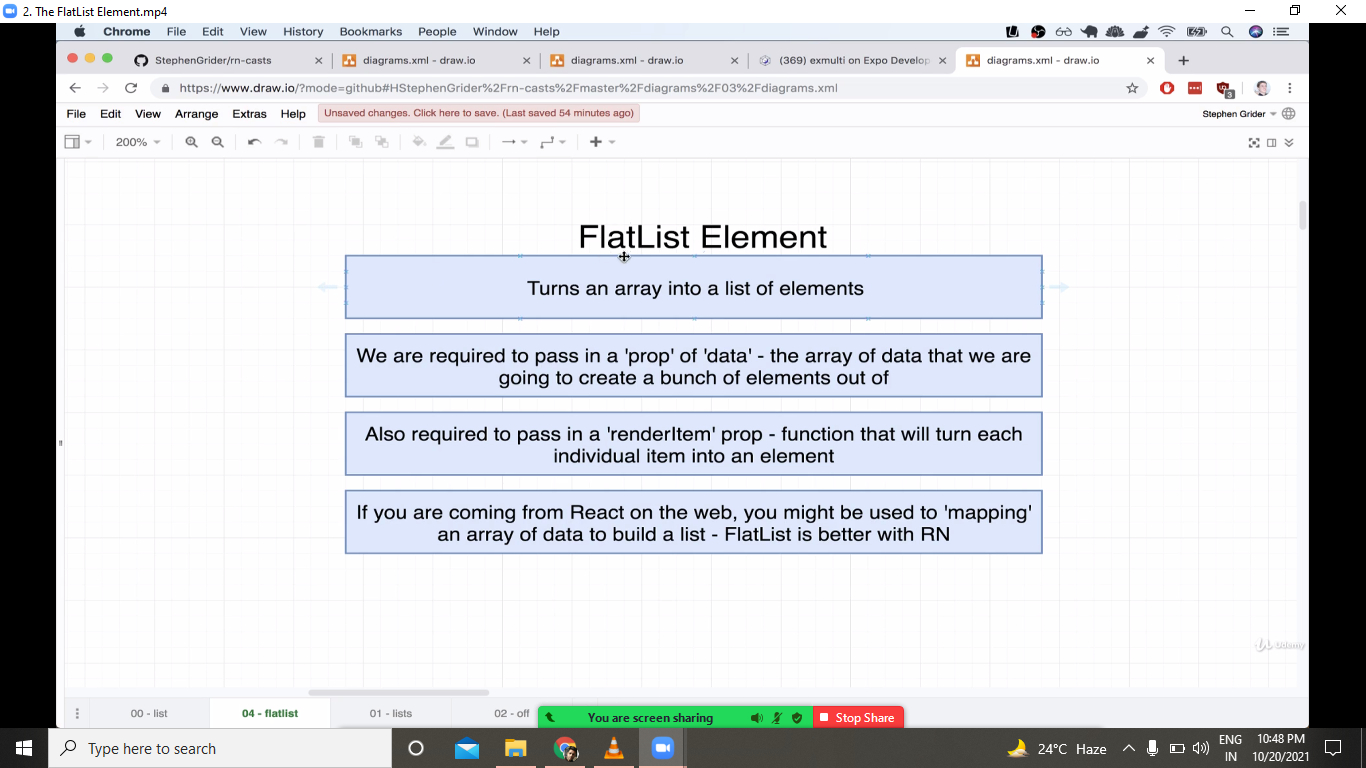 2. The FlatList Element.mp4
Chrome File Edit View History Bookmarks People Window Help
StephenGrider/rn-casts
diagrams.xml - draw.io
diagrams.xml - draw.io
(369) exmulti on Expo Develop
diagrams.xml - draw.io
https://www.draw.io/?mode=github#HStephenGrider%2Frn-casts%2Fmaster%2Fdiagrams%2F03%2Fdiagrams.xml
3
File Edit View Arrange Extras Help
Unsaved changes. Click here to save. (Last saved 54 minutes ago)
Stephen Grider
200%
FlatList Element
Turns an array into a list of elements
We are required to pass in a 'prop' of 'data' - the array of data that we are
going to create a bunch of elements out of
Also required to pass in a 'renderItem' prop - function that will turn each
individual item into an element
If you are coming from React on the web, you might be used to 'mapping'
an array of data to build a list - FlatList is better with RN
Udemy
00 - list
04 - flatlist
01 - lists
02 - off
You are screen sharing
Stop Share
Type here to search
24°C Haze
ENG
IN
10:48 PM
10/20/2021